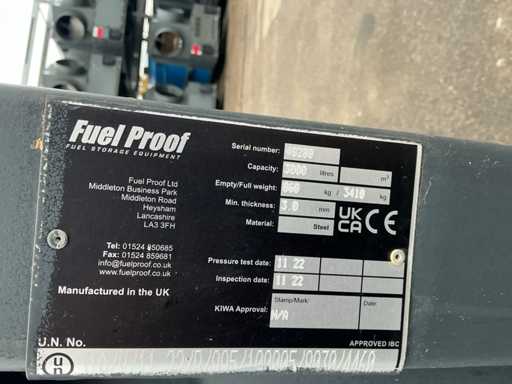 Fuel Proof
FUEL STORAGE EQUIPMENT
Fuel Proof Ltd
Middleton Business Park
Middleton Road
Heysham
Lancashire
LA3 3FH
Tel: 01524 850685
Fax: 01524 859681
info@fuelproof.co.uk
www.fuelproof.co.uk
Manufactured in the UK
Serial number:
Capacity: litres m³
Empty/Full weight: 860 kg / 3410 kg
Min. thickness: 3.0 mm
Material: Steel
UK
CA CE
Pressure test date: 11 22
Inspection date: 11 22
Stamp/Mark: Date:
KIWA Approval: N/A
U.N. No. APPROVED IBC
un